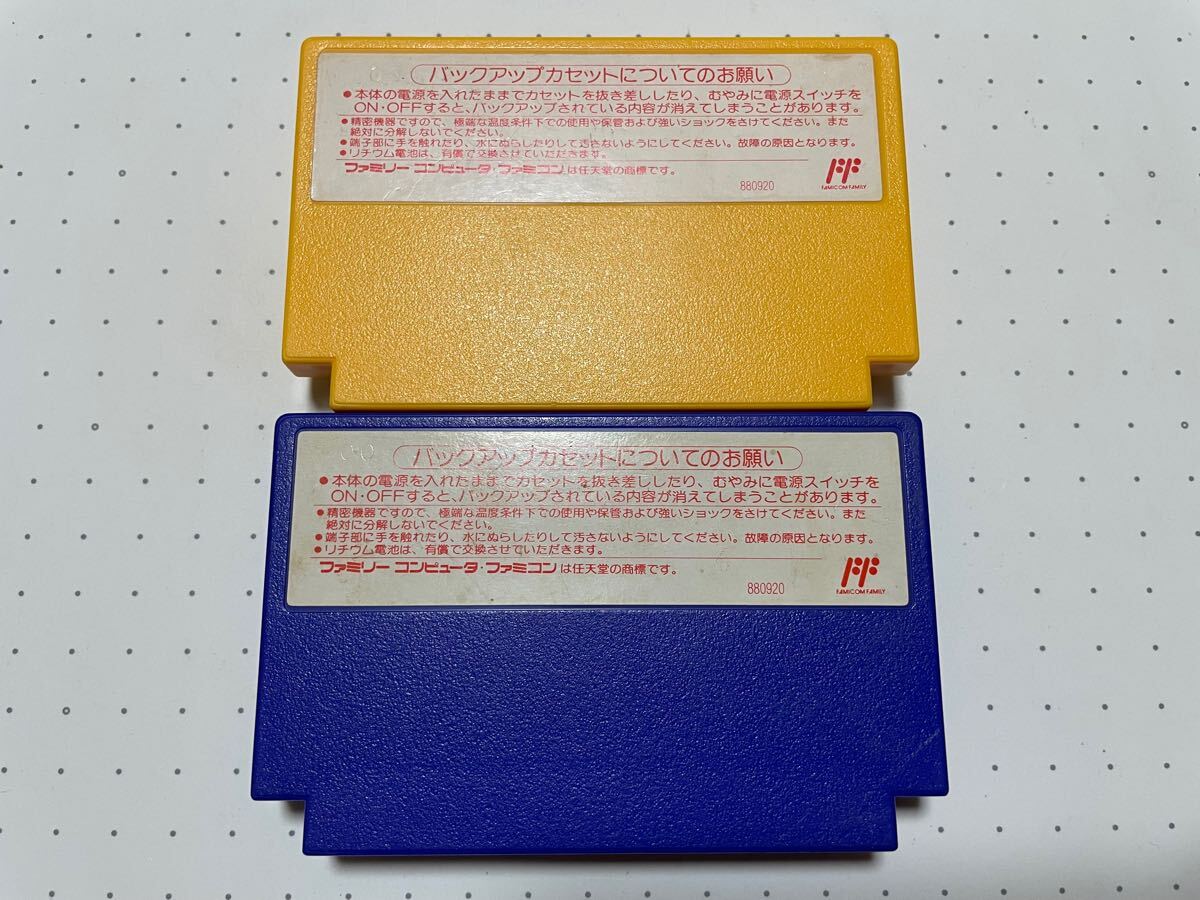 バックアップカセットについてのお願い
●本体の電源を入れたままでカセットを抜き差ししたり、むやみに電源スイッチを
ON・OFFすると、バックアップされている内容が消えてしまうことがあります。
●精密機器ですので、極端な温度条件下での使用や保管および強いショックをさけてください。また
絶対に分解しないでください。
●端子部に手を触れたり、水にぬらしたりして汚さないようにしてください。故障の原因となります。
●リチウム電池は、有償で交換させていただきます。
ファミリー コンピュータ・ファミコンは任天堂の商標です。
880920
FF
FAMICOM FAMILY
バックアップカセットについてのお願い
●本体の電源を入れたままでカセットを抜き差ししたり、むやみに電源スイッチを
ON・OFFすると、バックアップされている内容が消えてしまうことがあります。
●精密機器ですので、極端な温度条件下での使用や保管および強いショックをさけてください。また
絶対に分解しないでください。
●端子部に手を触れたり、水にぬらしたりして汚さないようにしてください。故障の原因となります。
●リチウム電池は、有償で交換させていただきます。
ファミリー コンピュータ・ファミコンは任天堂の商標です。
880920
FF
FAMICOM FAMILY